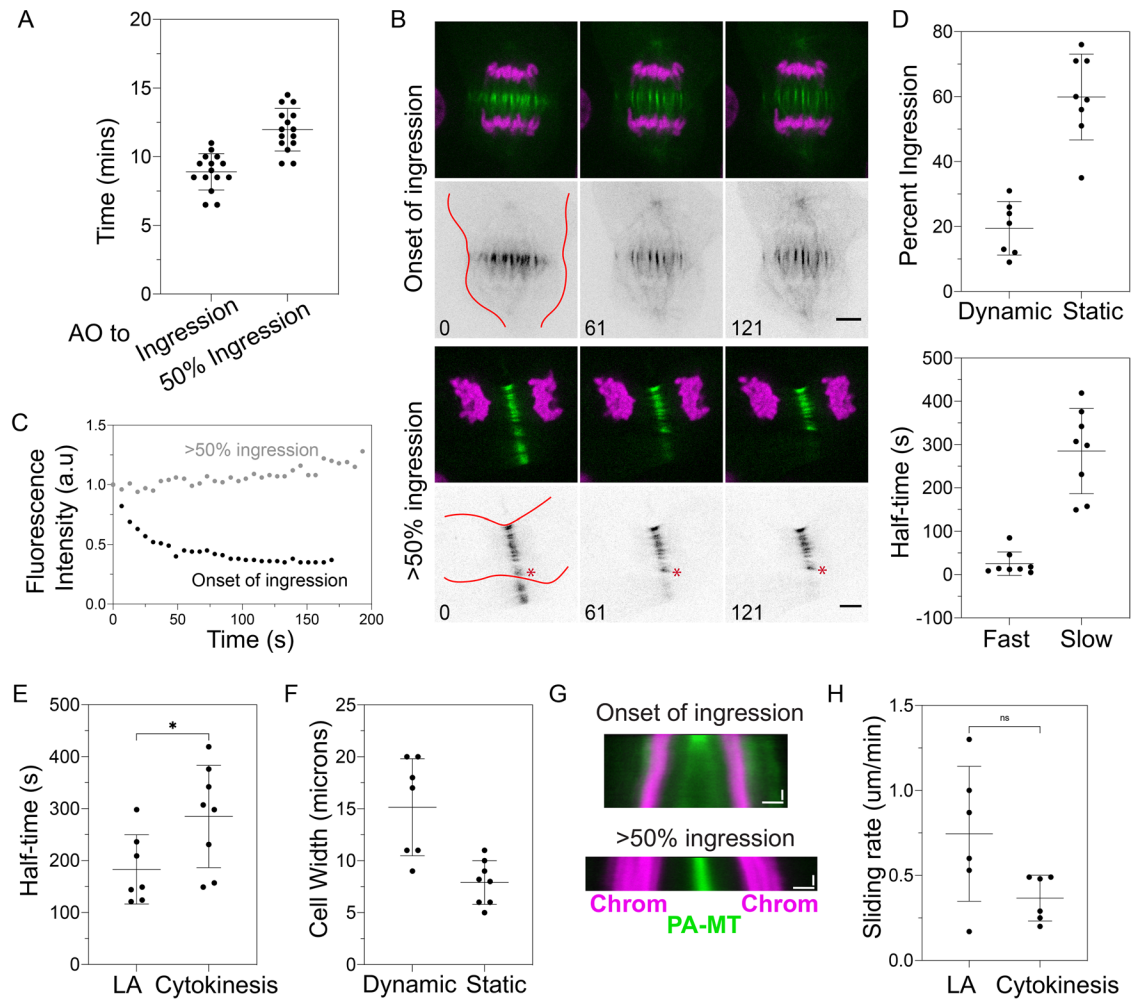 A
20
15
10
5
0
Time (mins)
AO to
Ingression
50% Ingression
B
Onset of ingression
0
61
121
>50% ingression
0
*
61
*
121
*
C
1.5
1.0
0.5
0.0
Fluorescence
Intensity (a.u)
>50% ingression
Onset of ingression
0
50
100
150
200
Time (s)
D
80
60
40
20
0
Percent Ingression
Dynamic Static
500
400
300
200
100
0
-100
Half-time (s)
Fast Slow
E
500
400
300
200
100
0
Half-time (s)
*
LA Cytokinesis
F
25
20
15
10
5
0
Cell Width (microns)
Dynamic Static
G
Onset of ingression
>50% ingression
Chrom Chrom
PA-MT
H
1.5
1.0
0.5
0.0
Sliding rate (um/min)
ns
LA Cytokinesis